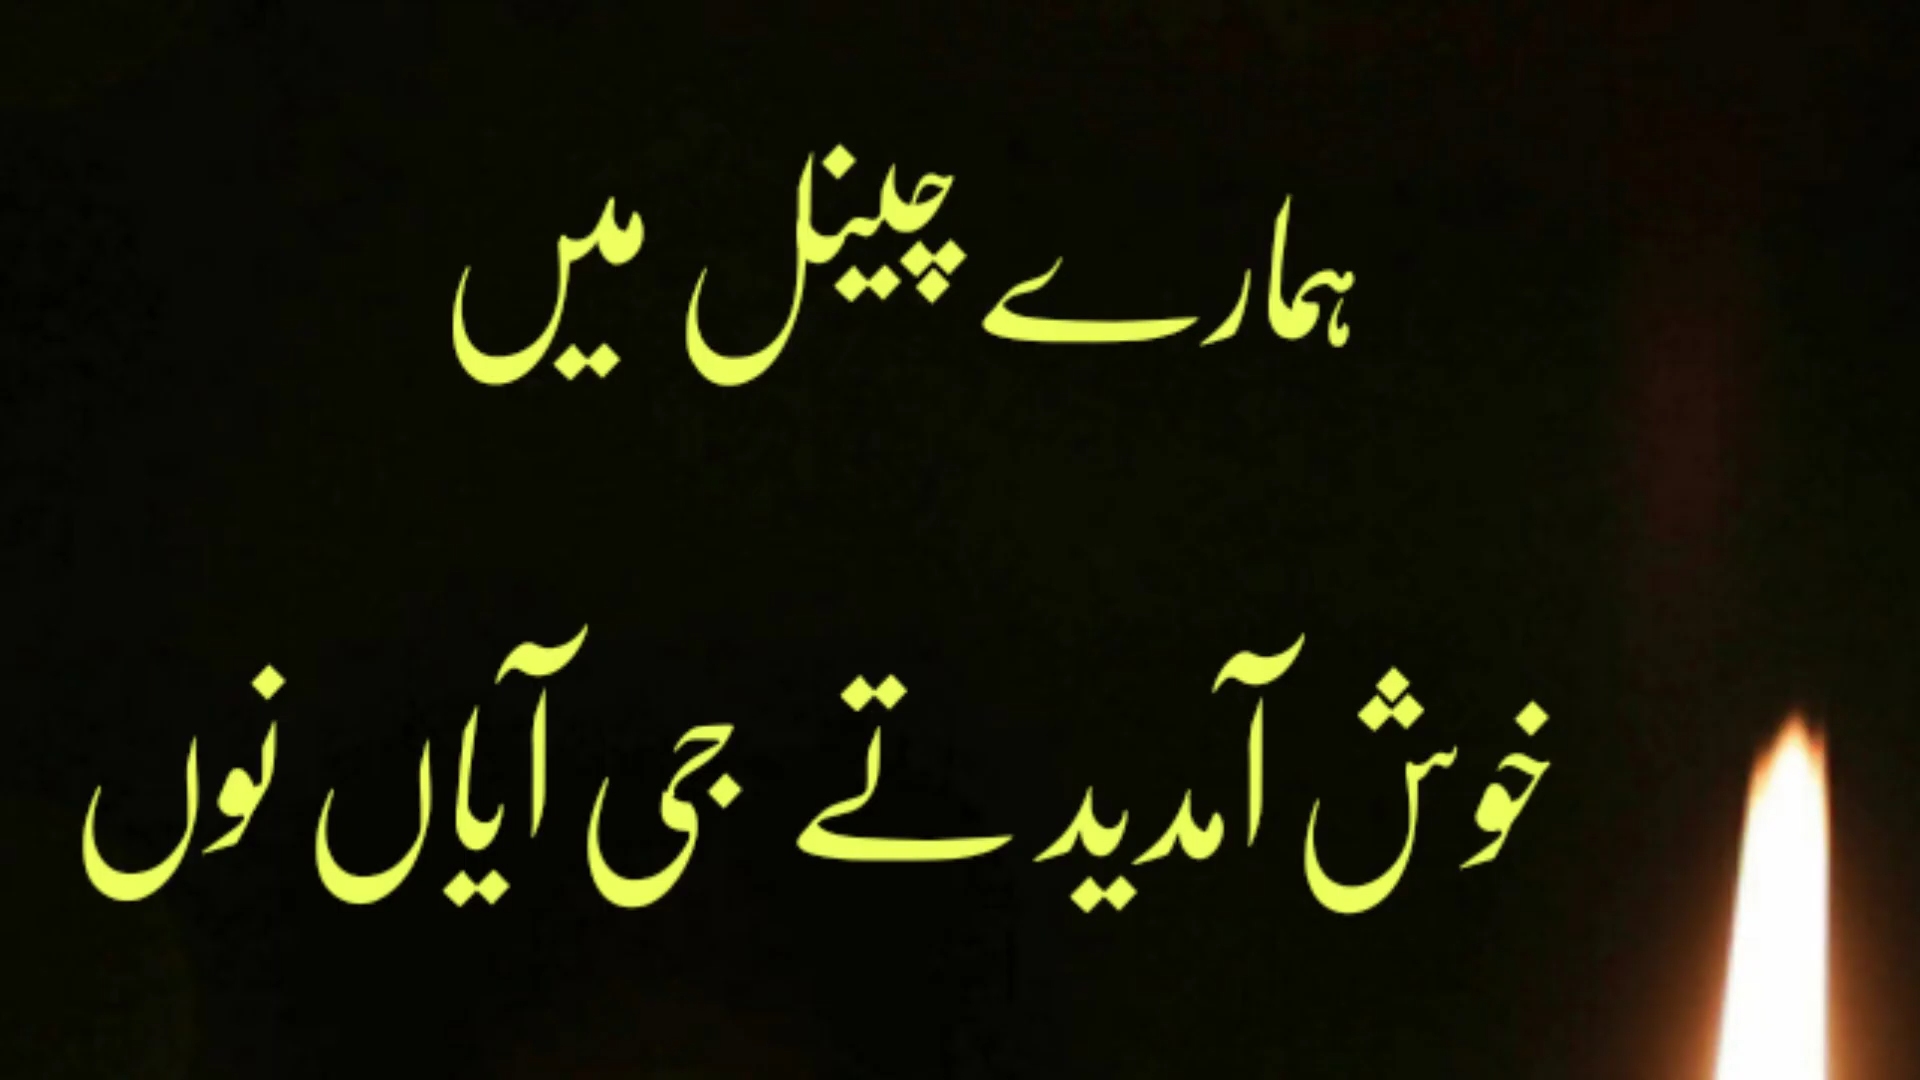 ہمارے چینل میں
خوش آمدید تے جی آیاں نوں